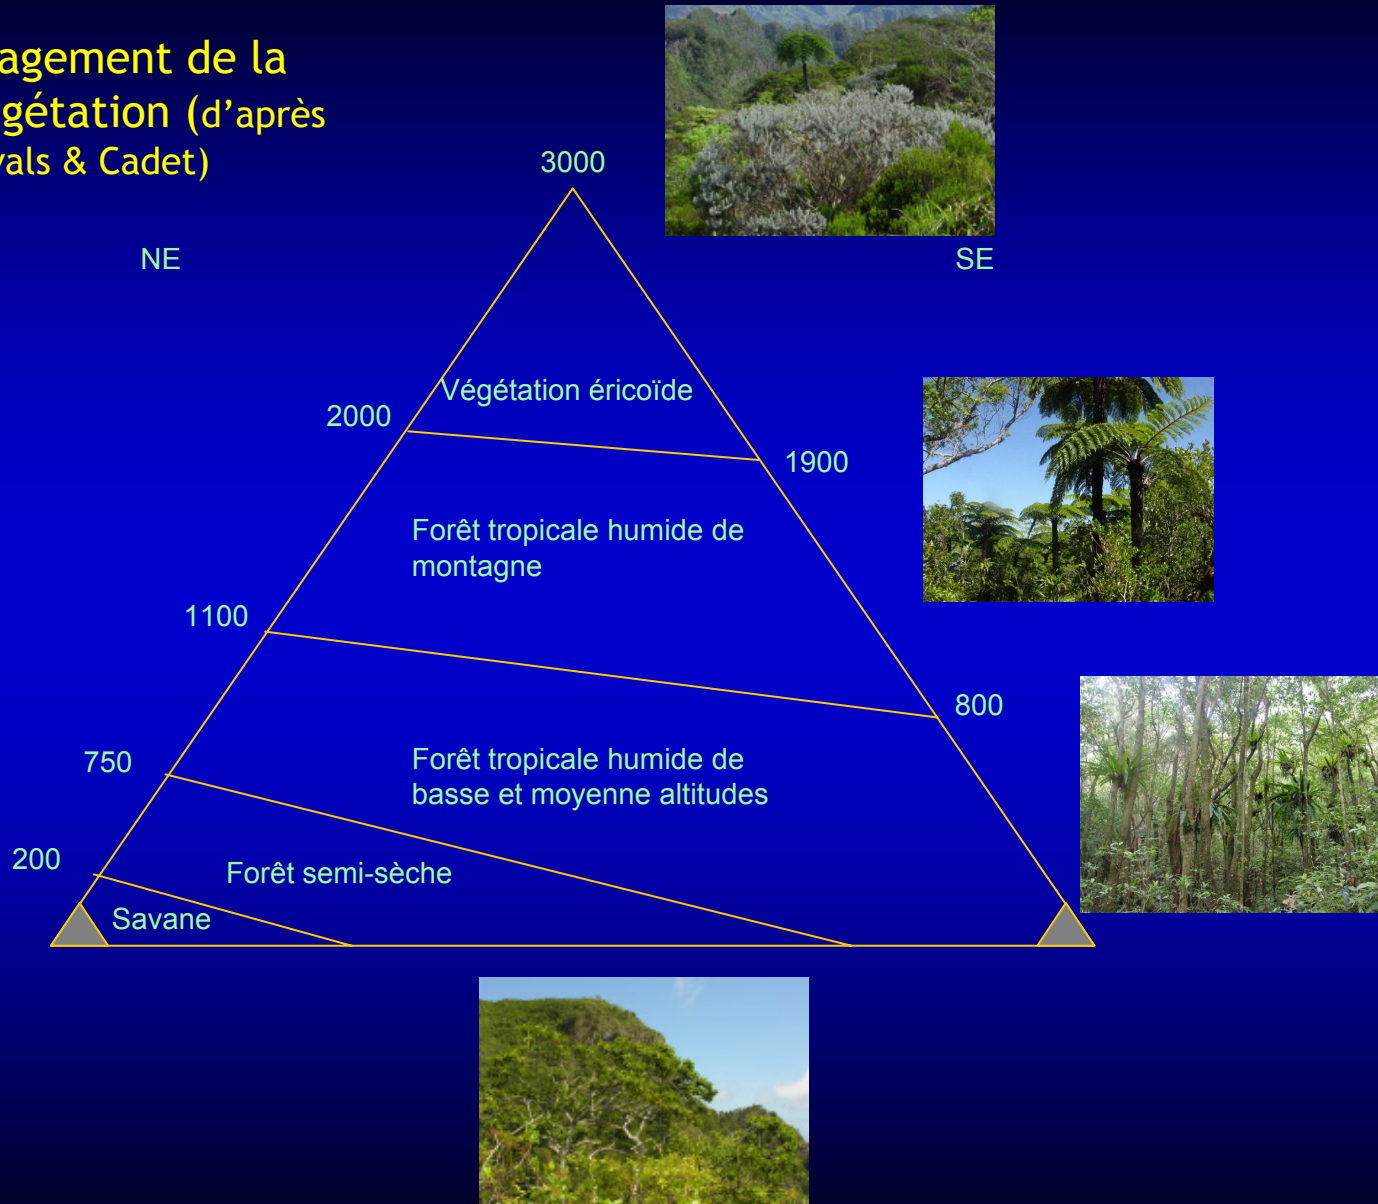 agement de la
gétation (d’après
vals & Cadet)
3000
NE
SE
Végétation éricoïde
2000
1900
Forêt tropicale humide de
montagne
1100
800
750
Forêt tropicale humide de
basse et moyenne altitudes
200
Forêt semi-sèche
Savane